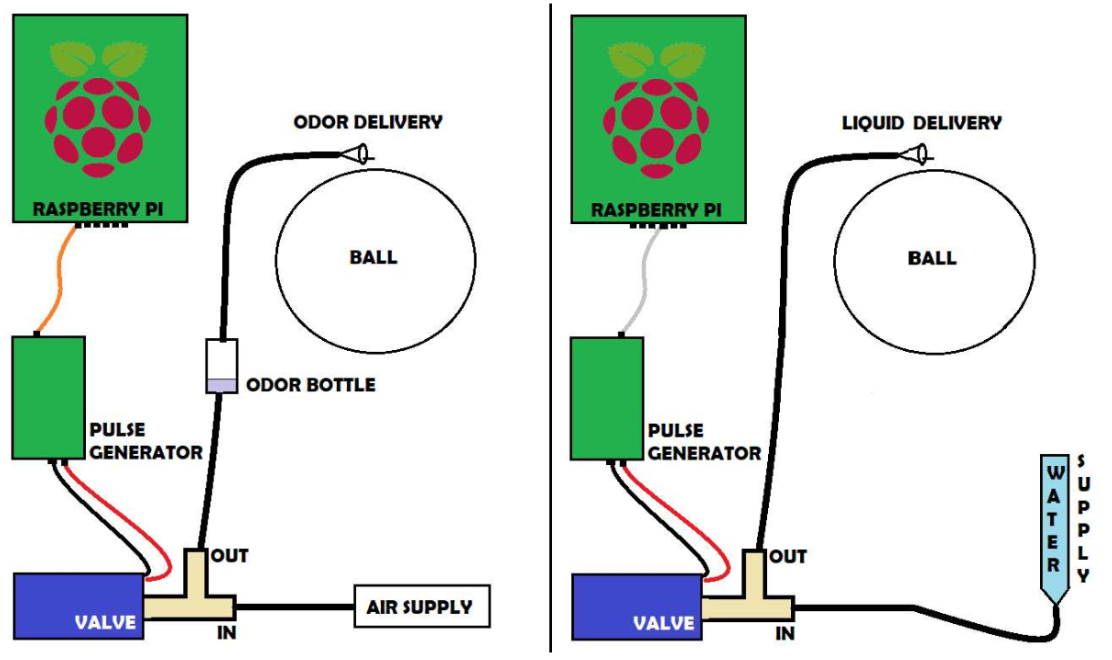 RASPBERRY PI
ODOR DELIVERY
BALL
ODOR BOTTLE
PULSE
GENERATOR
OUT
VALVE
IN
AIR SUPPLY
RASPBERRY PI
LIQUID DELIVERY
BALL
PULSE
GENERATOR
WATER
SUPPLY
OUT
VALVE
IN